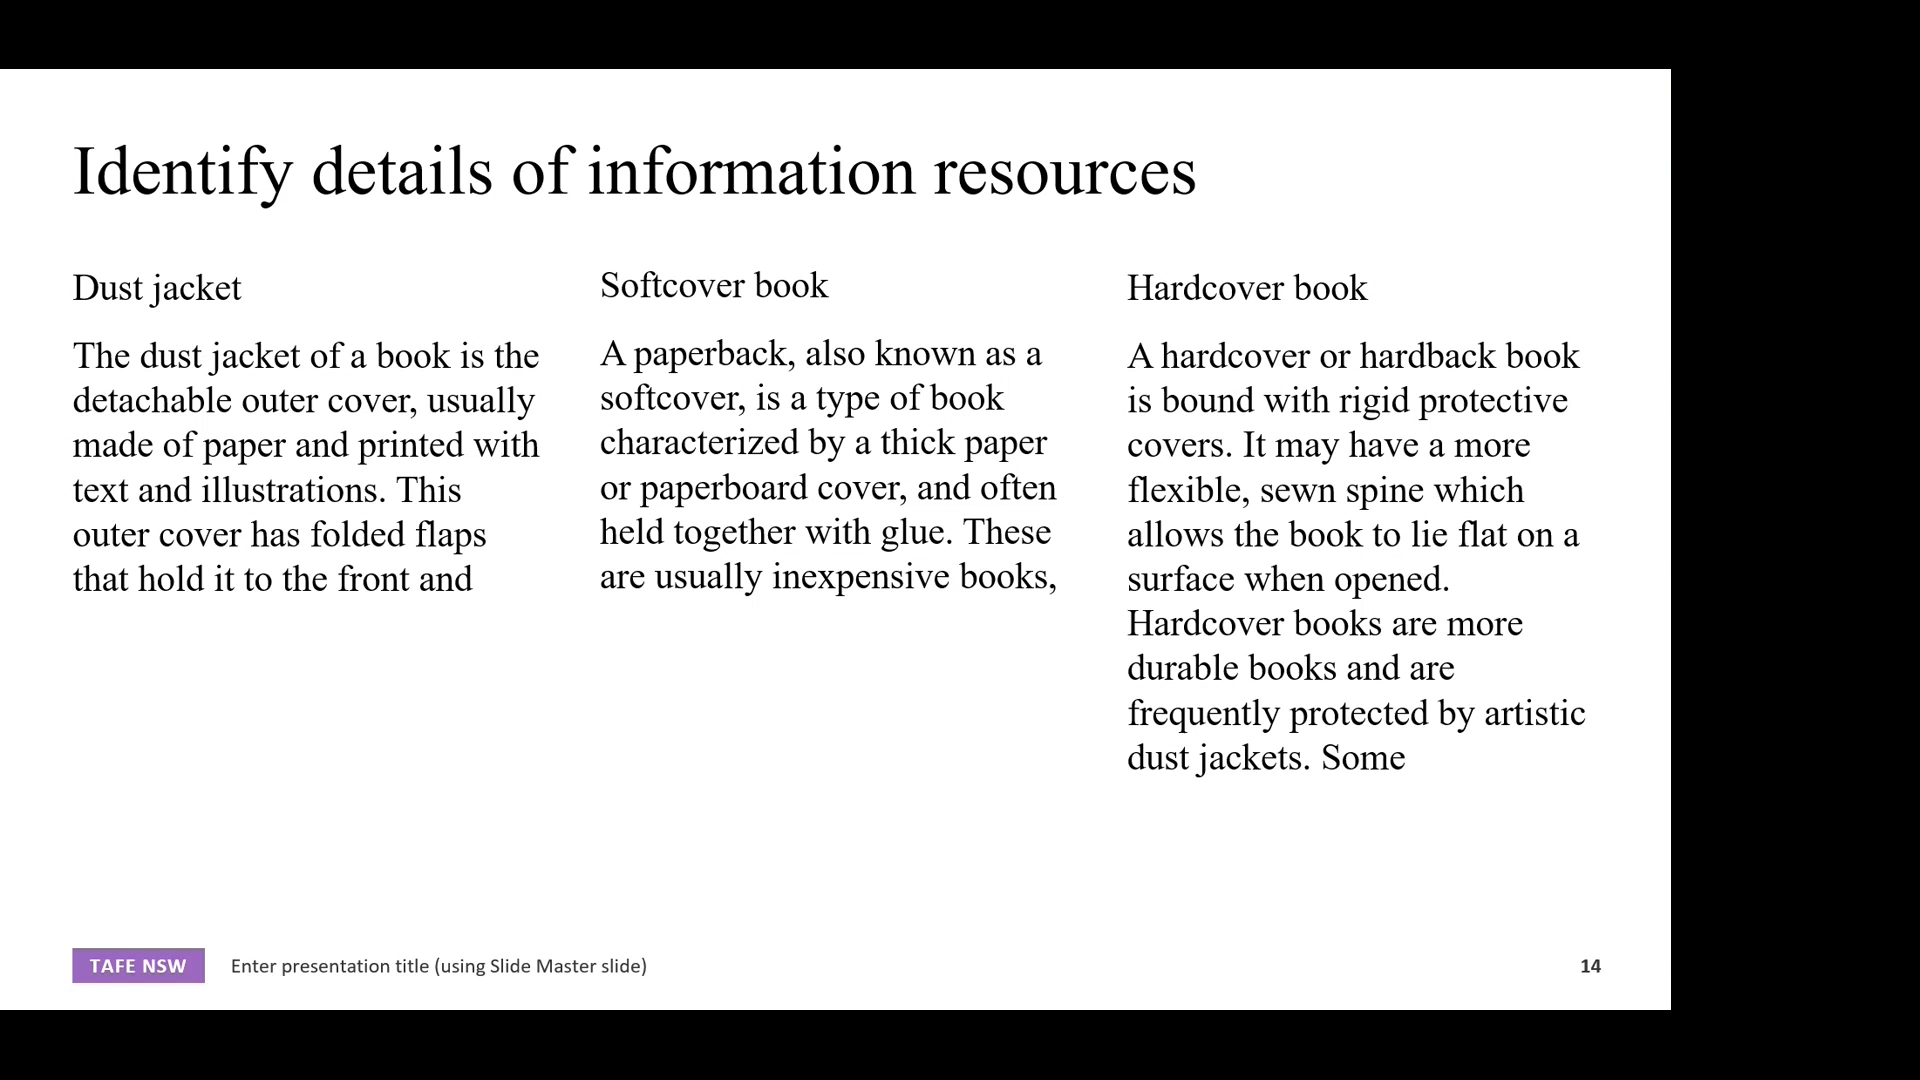 Identify details of information resources
Dust jacket
The dust jacket of a book is the
detachable outer cover, usually
made of paper and printed with
text and illustrations. This
outer cover has folded flaps
that hold it to the front and
Softcover book
A paperback, also known as a
softcover, is a type of book
characterized by a thick paper
or paperboard cover, and often
held together with glue. These
are usually inexpensive books,
Hardcover book
A hardcover or hardback book
is bound with rigid protective
covers. It may have a more
flexible, sewn spine which
allows the book to lie flat on a
surface when opened.
Hardcover books are more
durable books and are
frequently protected by artistic
dust jackets. Some
TAFE NSW
Enter presentation title (using Slide Master slide)
14